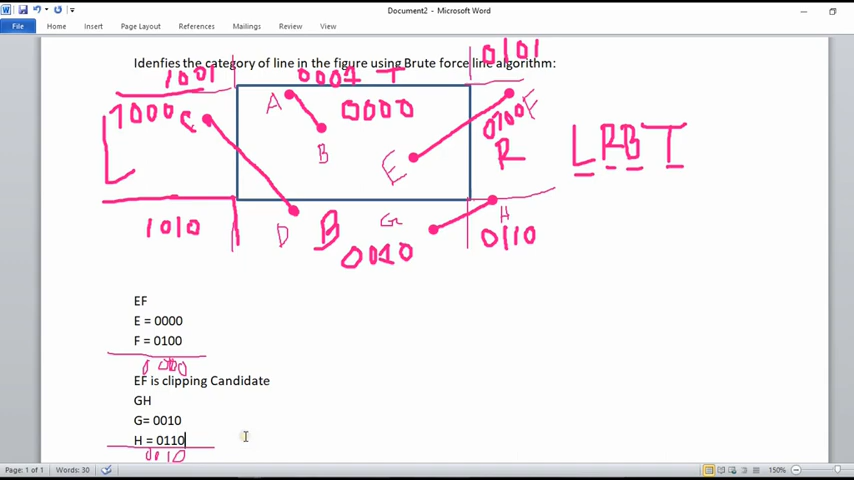 Document2 - Microsoft Word
File Home Insert Page Layout References Mailings Review View
Idenfies the category of line in the figure using Brute force line algorithm:
1001 0001 T 0101
1000 C A 0000 0100 F
L B E R L R B T
1010 D B G H
0010 0110
EF
E = 0000
F = 0100
0000
EF is clipping Candidate
GH
G= 0010
H = 0110
0010
Page: 1 of 1 Words: 30 150%